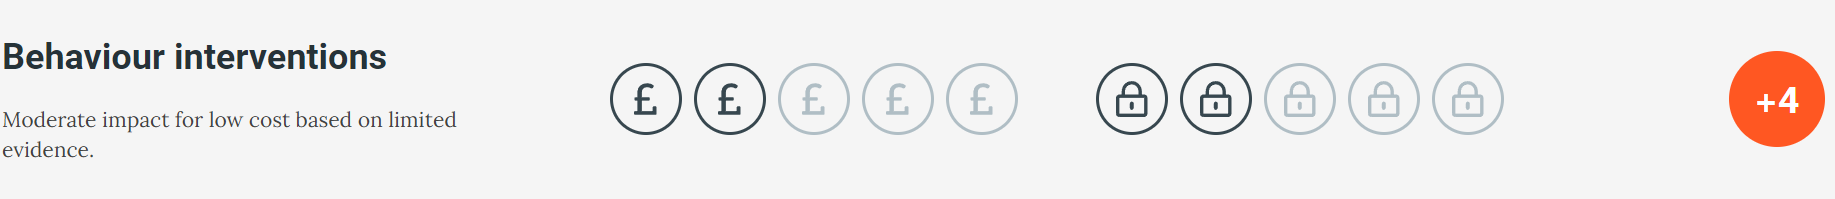 Behaviour interventions
Moderate impact for low cost based on limited
evidence.
£ £ £ £ £
+4